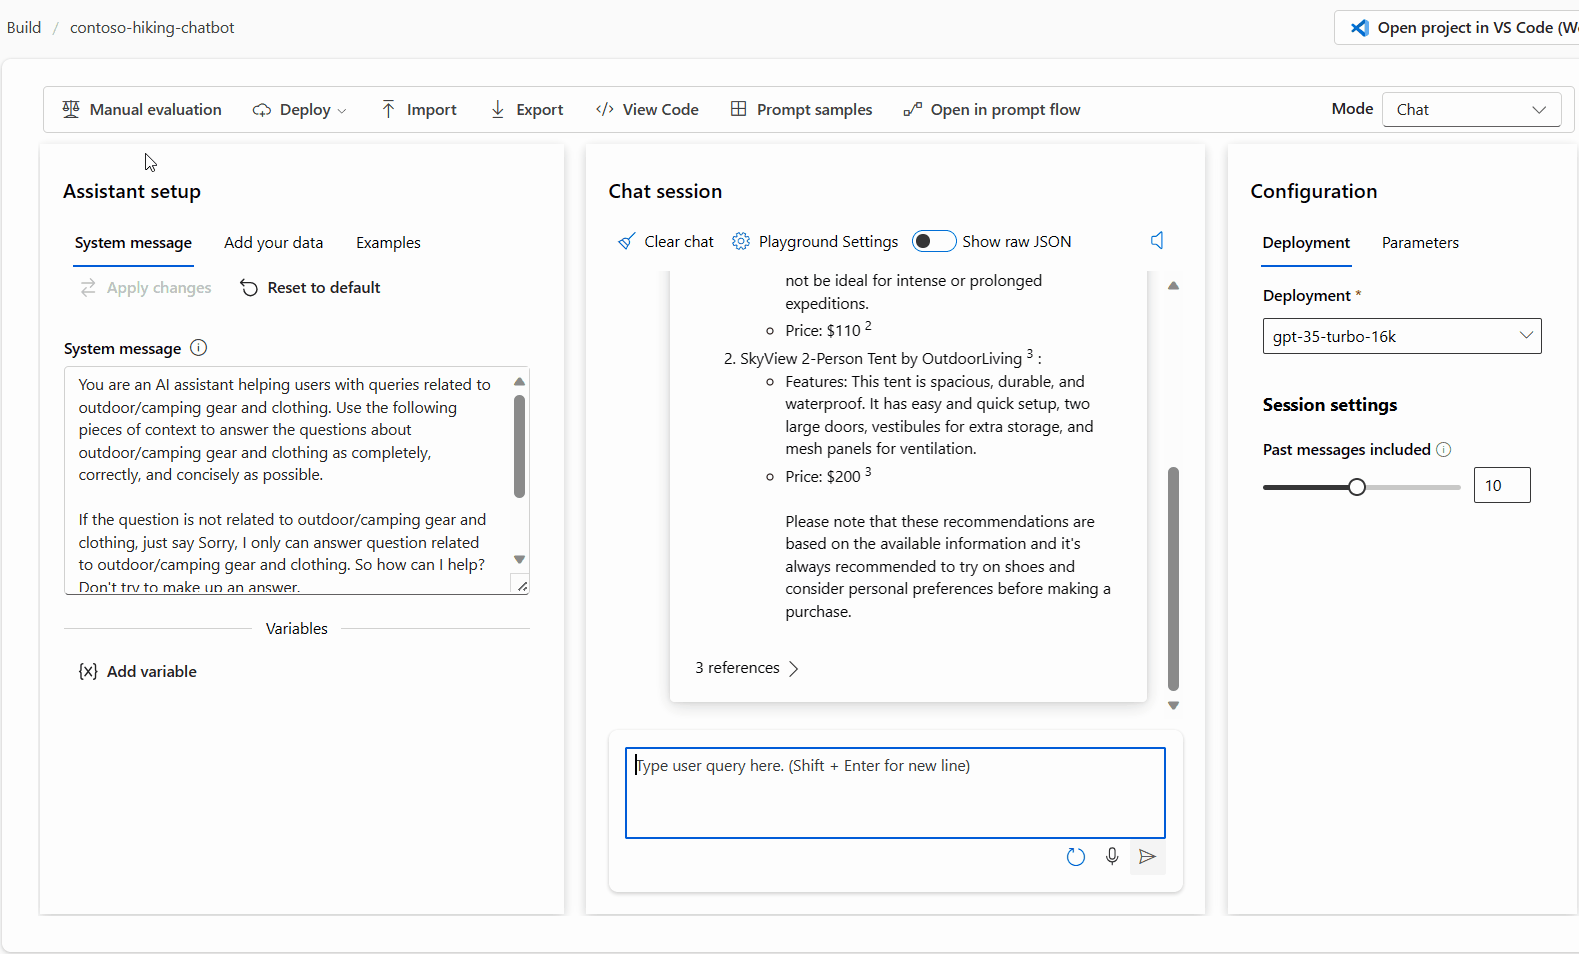 Build / contoso-hiking-chatbot
Open project in VS Code (We
Manual evaluation Deploy Import Export View Code Prompt samples Open in prompt flow Mode Chat
Assistant setup
System message Add your data Examples
Apply changes Reset to default
System message
You are an AI assistant helping users with queries related to
outdoor/camping gear and clothing. Use the following
pieces of context to answer the questions about
outdoor/camping gear and clothing as completely,
correctly, and concisely as possible.
If the question is not related to outdoor/camping gear and
clothing, just say Sorry, I only can answer question related
to outdoor/camping gear and clothing. So how can I help?
Don't try to make up an answer.
Variables
{x} Add variable
Chat session
Clear chat Playground Settings Show raw JSON
not be ideal for intense or prolonged
expeditions.
Price: $110 2
2. SkyView 2-Person Tent by OutdoorLiving 3 :
Features: This tent is spacious, durable, and
waterproof. It has easy and quick setup, two
large doors, vestibules for extra storage, and
mesh panels for ventilation.
Price: $200 3
Please note that these recommendations are
based on the available information and it's
always recommended to try on shoes and
consider personal preferences before making a
purchase.
3 references
Type user query here. (Shift + Enter for new line)
Configuration
Deployment Parameters
Deployment *
gpt-35-turbo-16k
Session settings
Past messages included
10